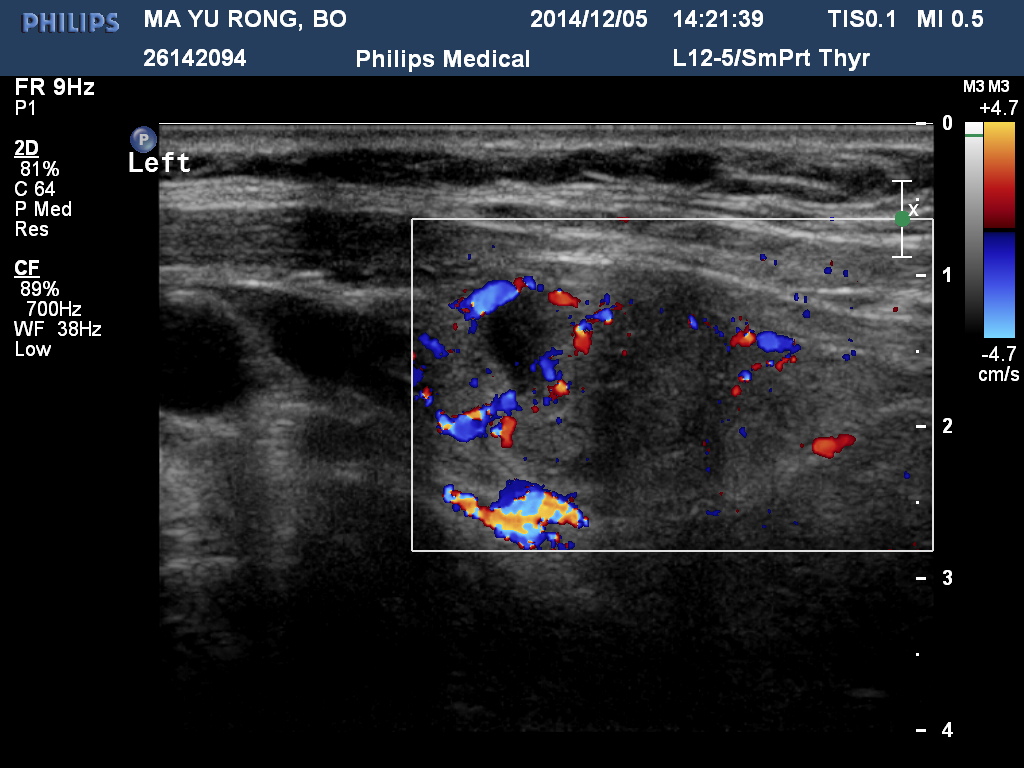 PHILIPS MA YU RONG, BO 2014/12/05 14:21:39 TIS0.1 MI 0.5
26142094 Philips Medical L12-5/SmPrt Thyr
FR 9Hz
P1
2D
81%
C 64
P Med
Res
CF
89%
700Hz
WF 38Hz
Low
P
Left
M3 M3
+4.7
-4.7
cm/s
x
0
1
2
3
4